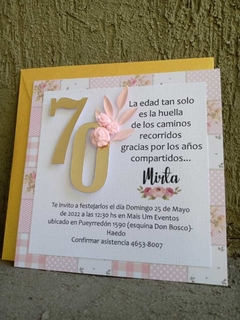 70
La edad tan solo
es la huella
de los caminos
recorridos
gracias por los años
compartidos...
Mirta
Te invito a festejarlos el día Domingo 25 de Mayo
de 2022 a las 12:30 hs en Mais Um Eventos
ubicado en Pueyrredón 1590 (esquina Don Bosco)-
Haedo
Confirmar asistencia 4653-8007